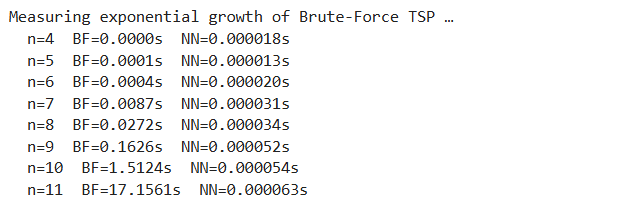 Measuring exponential growth of Brute-Force TSP …
n=4  BF=0.0000s  NN=0.000018s
n=5  BF=0.0001s  NN=0.000013s
n=6  BF=0.0004s  NN=0.000020s
n=7  BF=0.0087s  NN=0.000031s
n=8  BF=0.0272s  NN=0.000034s
n=9  BF=0.1626s  NN=0.000052s
n=10  BF=1.5124s  NN=0.000054s
n=11  BF=17.1561s  NN=0.000063s